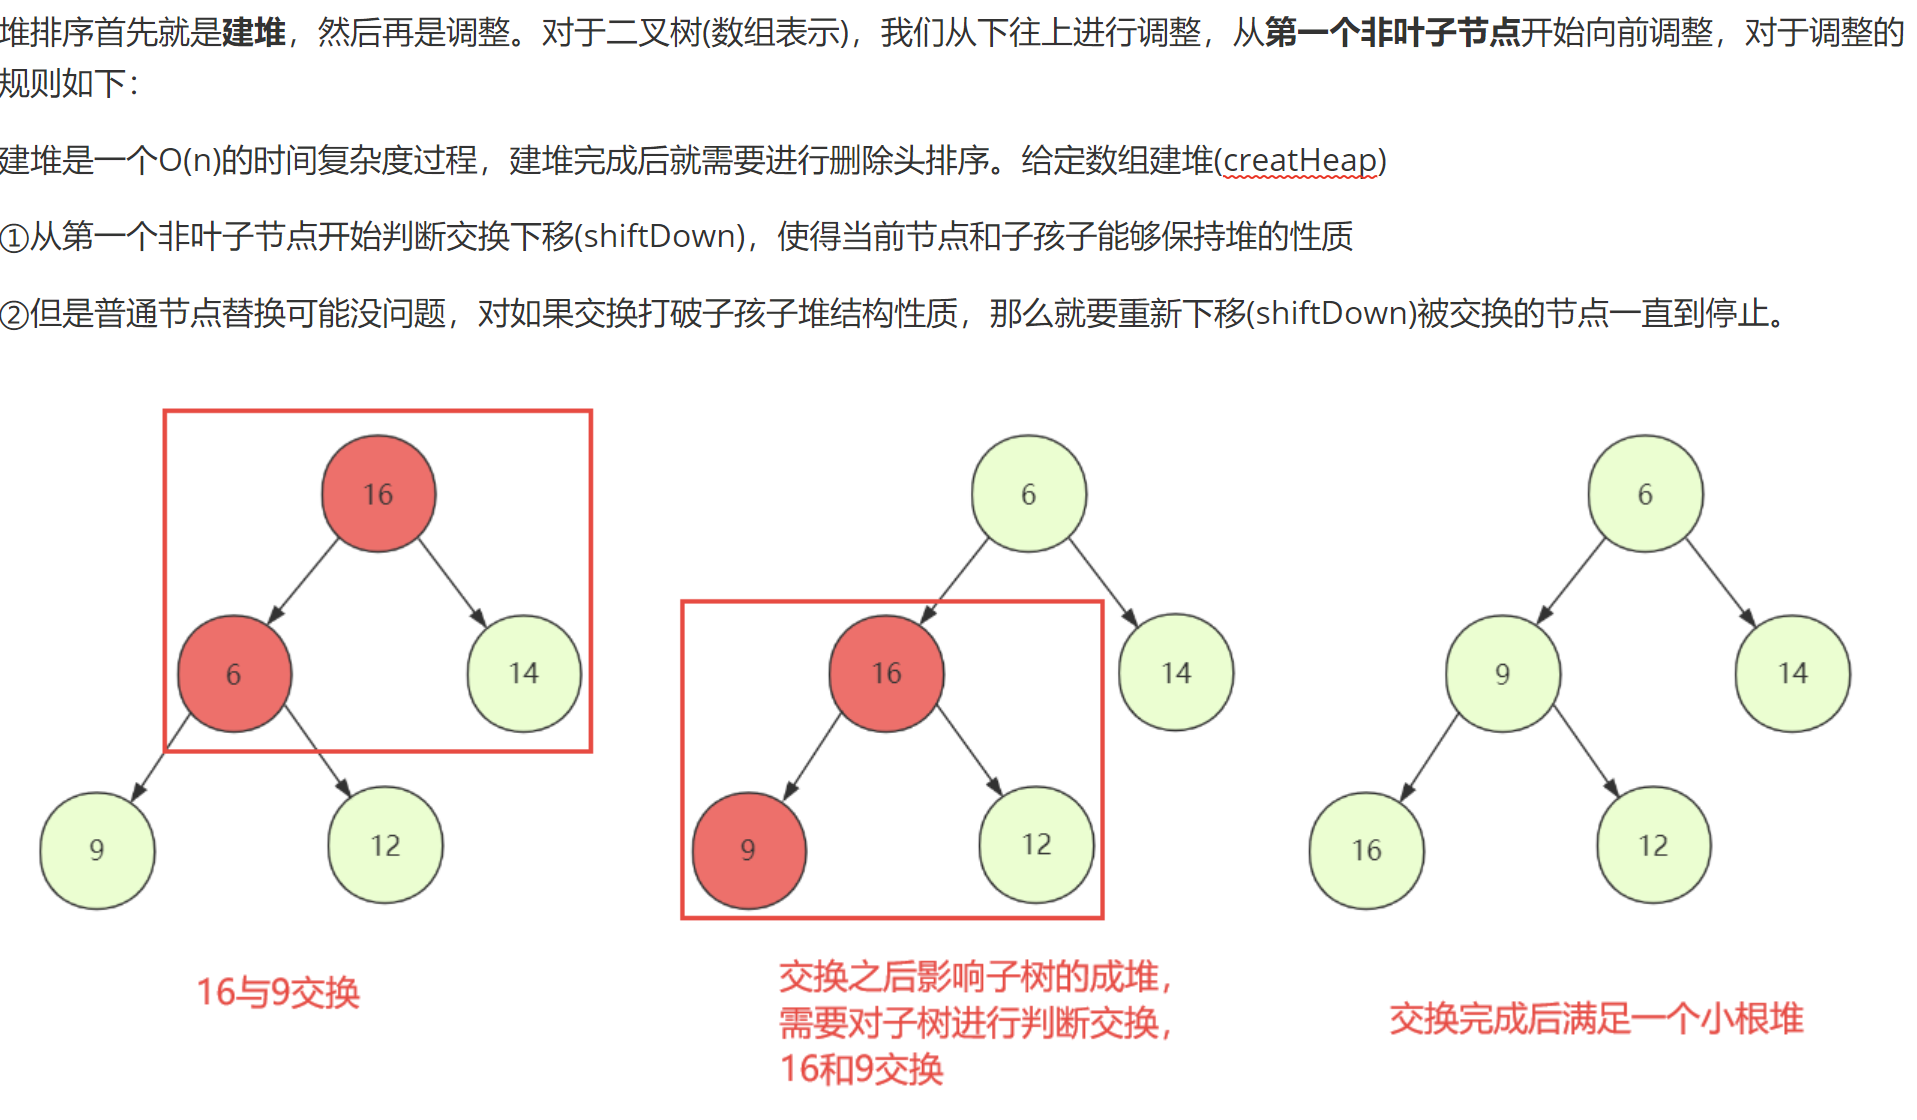 堆排序首先就是建堆，然后再是调整。对于二叉树(数组表示)，我们从下往上进行调整，从第一个非叶子节点开始向前调整，对于调整的
规则如下：
建堆是一个O(n)的时间复杂度过程，建堆完成后就需要进行删除头排序。给定数组建堆(creatHeap)
①从第一个非叶子节点开始判断交换下移(shiftDown)，使得当前节点和子孩子能够保持堆的性质
②但是普通节点替换可能没问题，对如果交换打破子孩子堆结构性质，那么就要重新下移(shiftDown)被交换的节点一直到停止。
16
6
14
9
12
16与9交换
6
16
14
9
12
交换之后影响子树的成堆，
需要对子树进行判断交换，
16和9交换
6
9
14
16
12
交换完成后满足一个小根堆